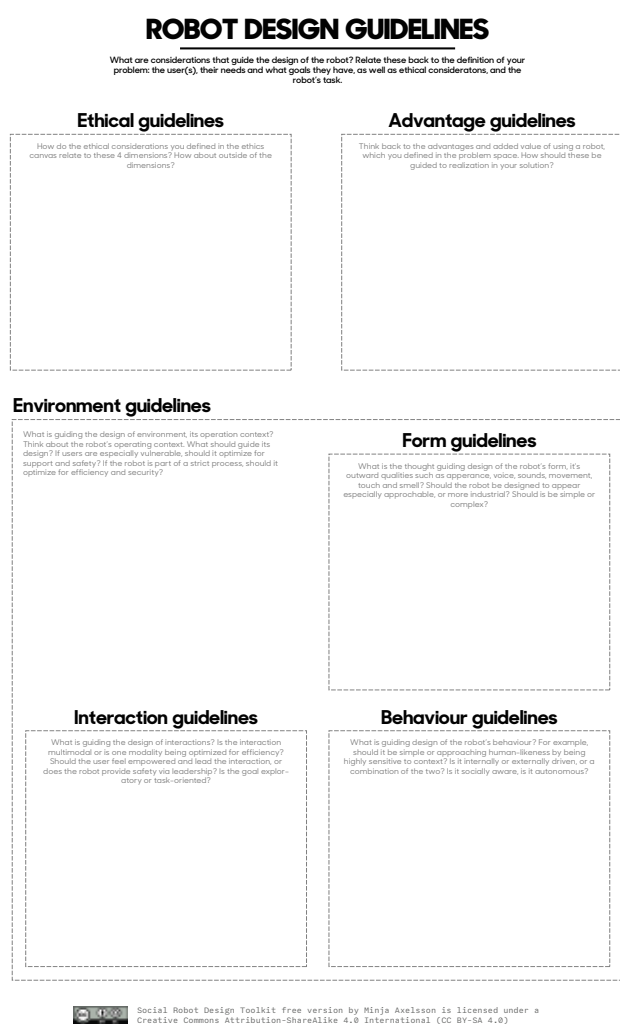 ROBOT DESIGN GUIDELINES
What are considerations that guide the design of the robot? Relate these back to the definition of your
problem: the user(s), their needs and what goals they have, as well as ethical consideratons, and the
robot's task.
Ethical guidelines
How do the ethical considerations you defined in the ethics
canvas relate to these 4 dimensions? How about outside of the
dimensions?
Advantage guidelines
Think back to the advantages and added value of using a robot,
which you defined in the problem space. How should these be
guided to realization in your solution?
Environment guidelines
What is guiding the design of environment, its operation context?
Think about the robot's operating context. What should guide its
design? If users are especially vulnerable, should it optimize for
support and safety? If the robot is part of a strict process, should it
optimize for efficiency and security?
Form guidelines
What is the thought guiding design of the robot's form, it's
outward qualities such as apperance, voice, sounds, movement,
touch and smell? Should the robot be designed to appear
especially approchable, or more industrial? Should is be simple or
complex?
Interaction guidelines
What is guiding the design of interactions? Is the interaction
multimodal or is one modality being optimized for efficiency?
Should the user feel empowered and lead the interaction, or
does the robot provide safety via leadership? Is the goal explor-
atory or task-oriented?
Behaviour guidelines
What is guiding design of the robot's behaviour? For example,
should it be simple or approaching human-likeness by being
highly sensitive to context? Is it internally or externally driven, or a
combination of the two? Is it socially aware, is it autonomous?
Social Robot Design Toolkit free version by Minja Axelsson is licensed under a
Creative Commons Attribution-ShareAlike 4.0 International (CC BY-SA 4.0)